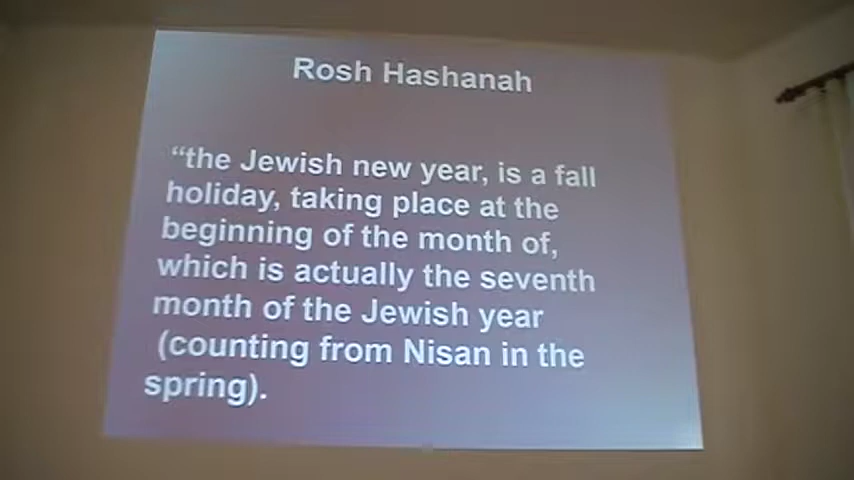 Rosh Hashanah
“the Jewish new year, is a fall
holiday, taking place at the
beginning of the month of,
which is actually the seventh
month of the Jewish year
(counting from Nisan in the
spring).